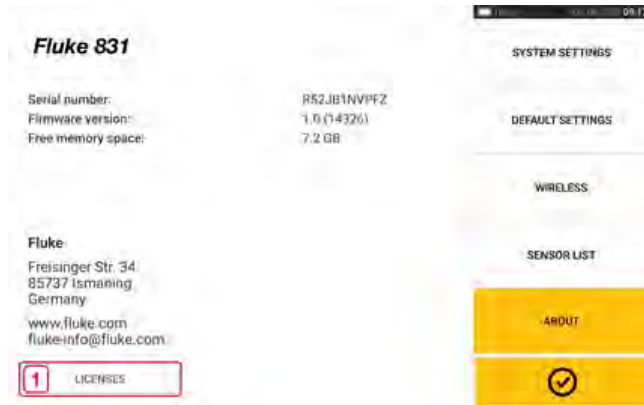 Fluke 831
Serial number:
Firmware version: 1.0 (14326)
Free memory space: 7.2 GB
Fluke
Freisinger Str. 34
85737 Ismaning
Germany
www.fluke.com
fluke-info@fluke.com
1 LICENSES
SYSTEM SETTINGS
DEFAULT SETTINGS
WIRELESS
SENSOR LIST
ABOUT